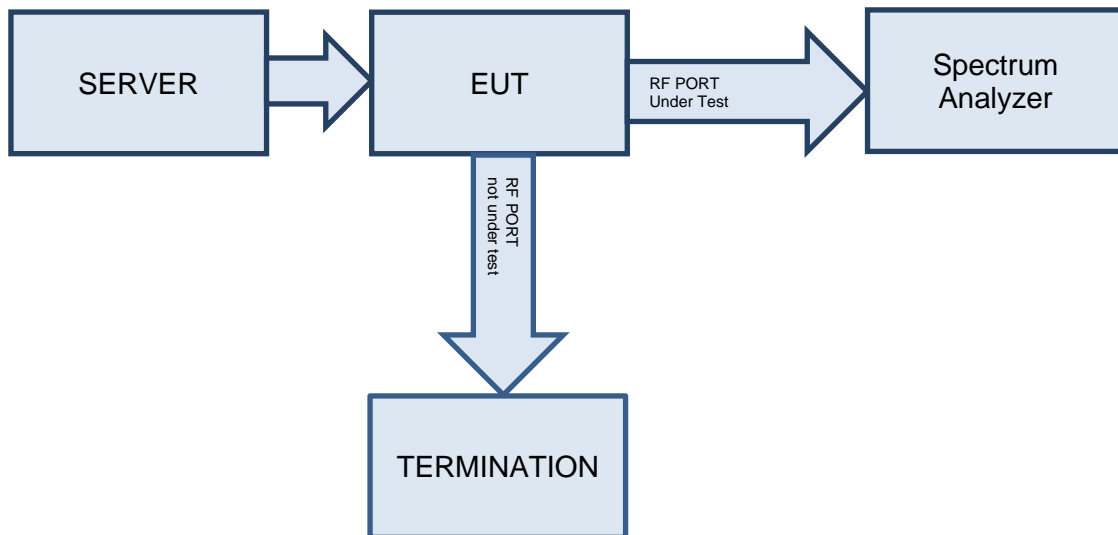 SERVER
EUT
RF PORT
Under Test
Spectrum
Analyzer
RF PORT
not under test
TERMINATION